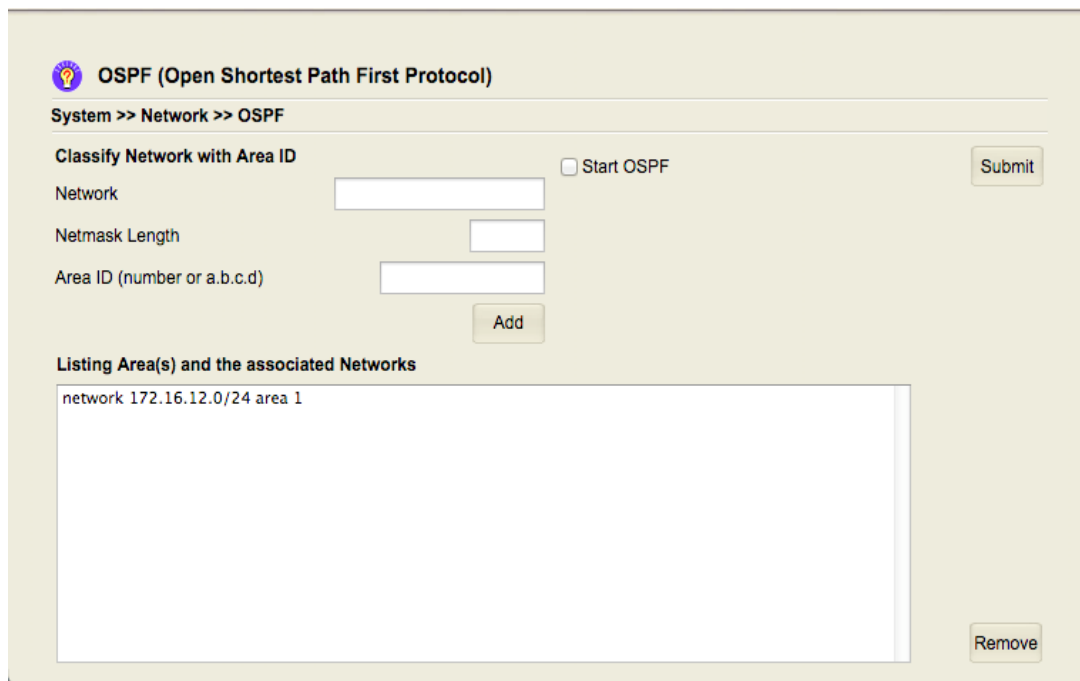 OSPF (Open Shortest Path First Protocol)
System >> Network >> OSPF
Classify Network with Area ID
Start OSPF
Submit
Network
Netmask Length
Area ID (number or a.b.c.d)
Add
Listing Area(s) and the associated Networks
network 172.16.12.0/24 area 1
Remove